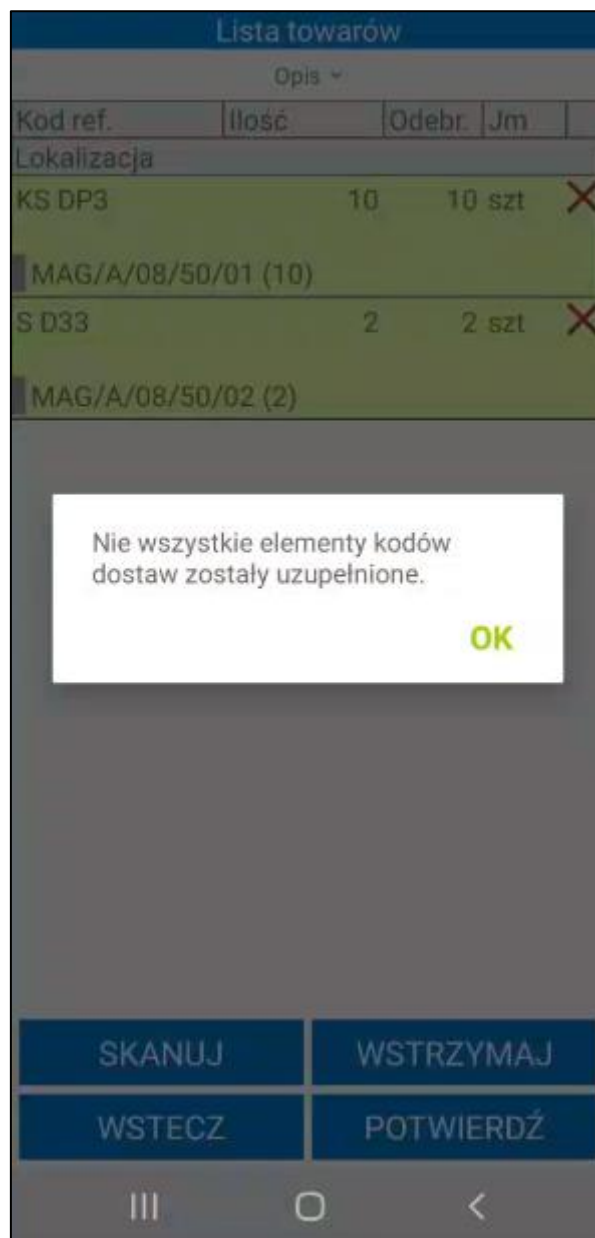 Lista towarów
Opis
Kod ref. Ilość Odebr. Jm
Lokalizacja
KS DP3 10 10 szt
MAG/A/08/50/01 (10)
S D33 2 2 szt
MAG/A/08/50/02 (2)
Nie wszystkie elementy kodów
dostaw zostały uzupełnione.
OK
SKANUJ WSTRZYMAJ
WSTECZ POTWIERDŹ